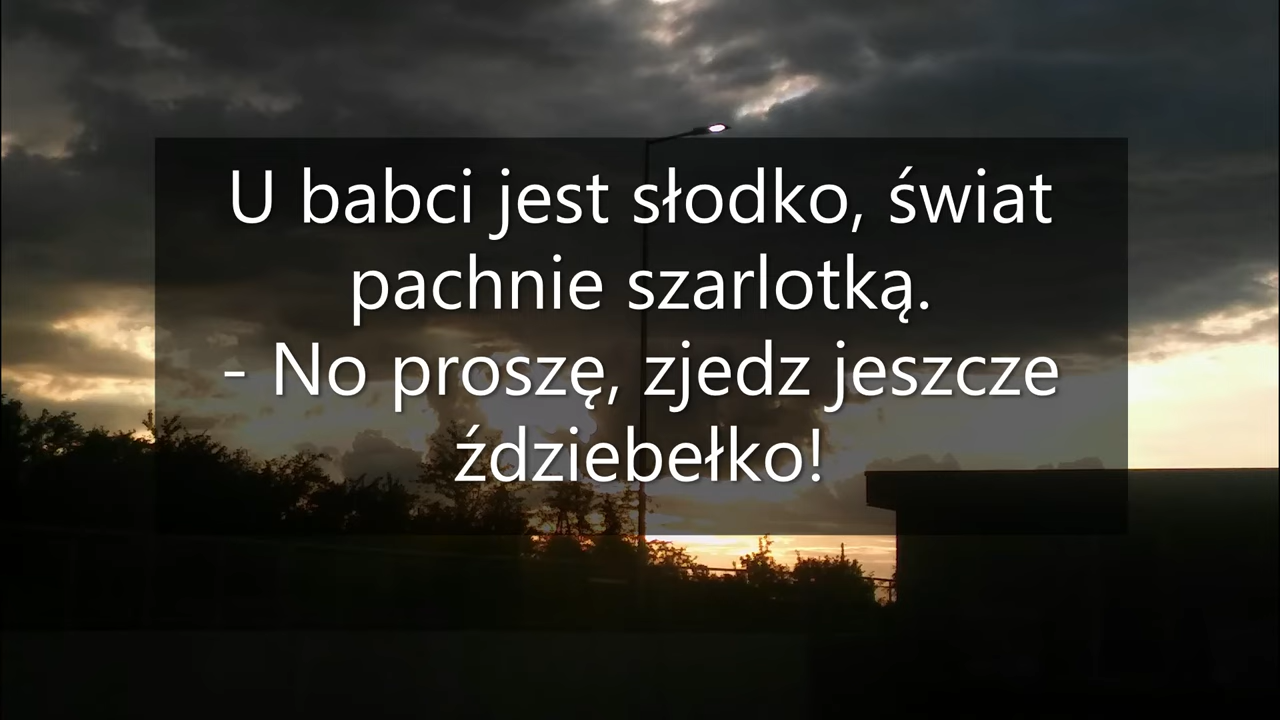 U babci jest słodko, świat
pachnie szarlotką.
- No proszę, zjedz jeszcze
ździebełko!